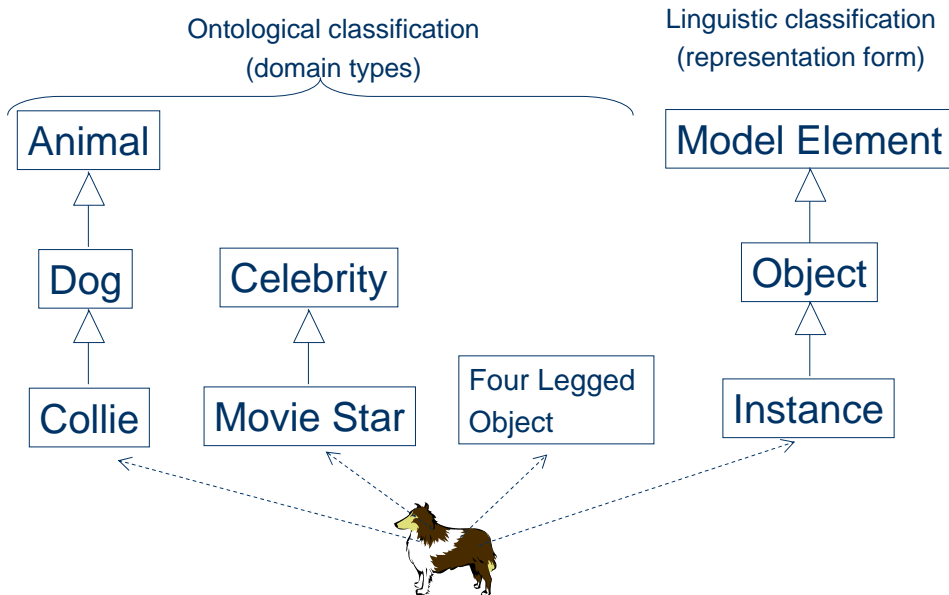 Ontological classification
(domain types)
Linguistic classification
(representation form)
Animal
Model Element
Dog
Celebrity
Object
Collie
Movie Star
Four Legged
Object
Instance